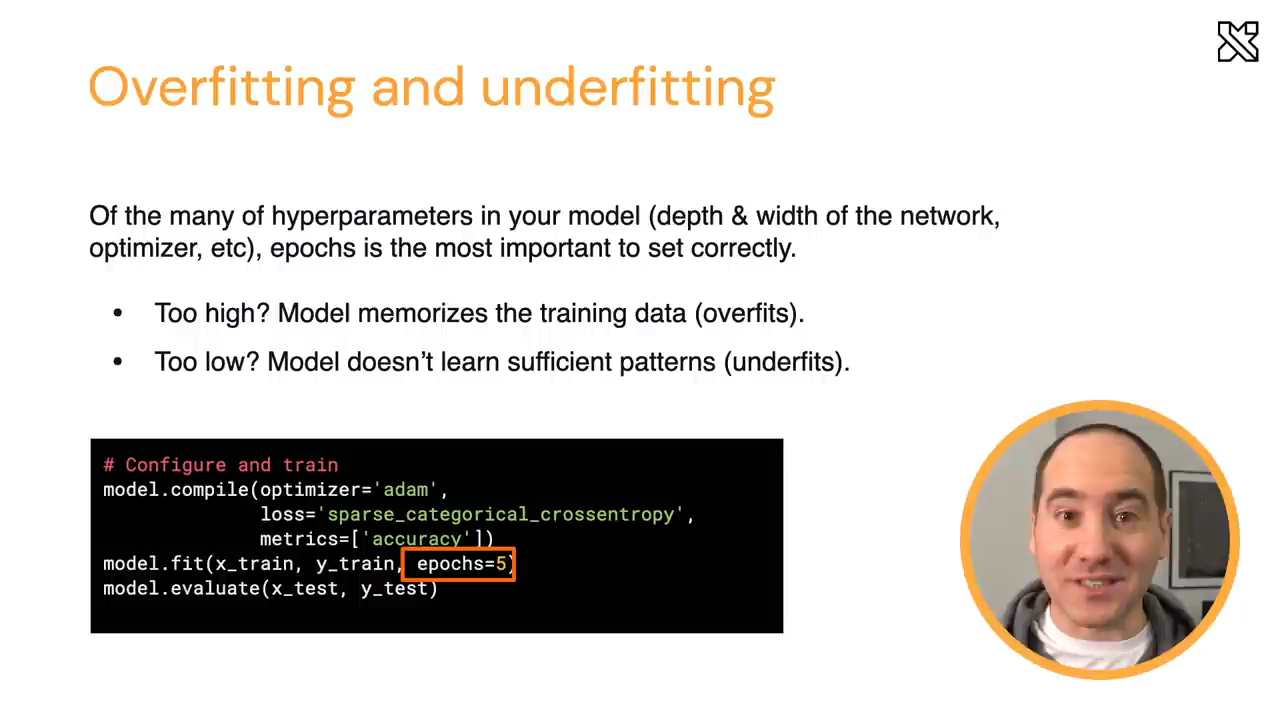 Overfitting and underfitting
Of the many of hyperparameters in your model (depth & width of the network,
optimizer, etc), epochs is the most important to set correctly.
• Too high? Model memorizes the training data (overfits).
• Too low? Model doesn’t learn sufficient patterns (underfits).
# Configure and train
model.compile(optimizer='adam',
loss='sparse_categorical_crossentropy',
metrics=['accuracy'])
model.fit(x_train, y_train, epochs=5)
model.evaluate(x_test, y_test)